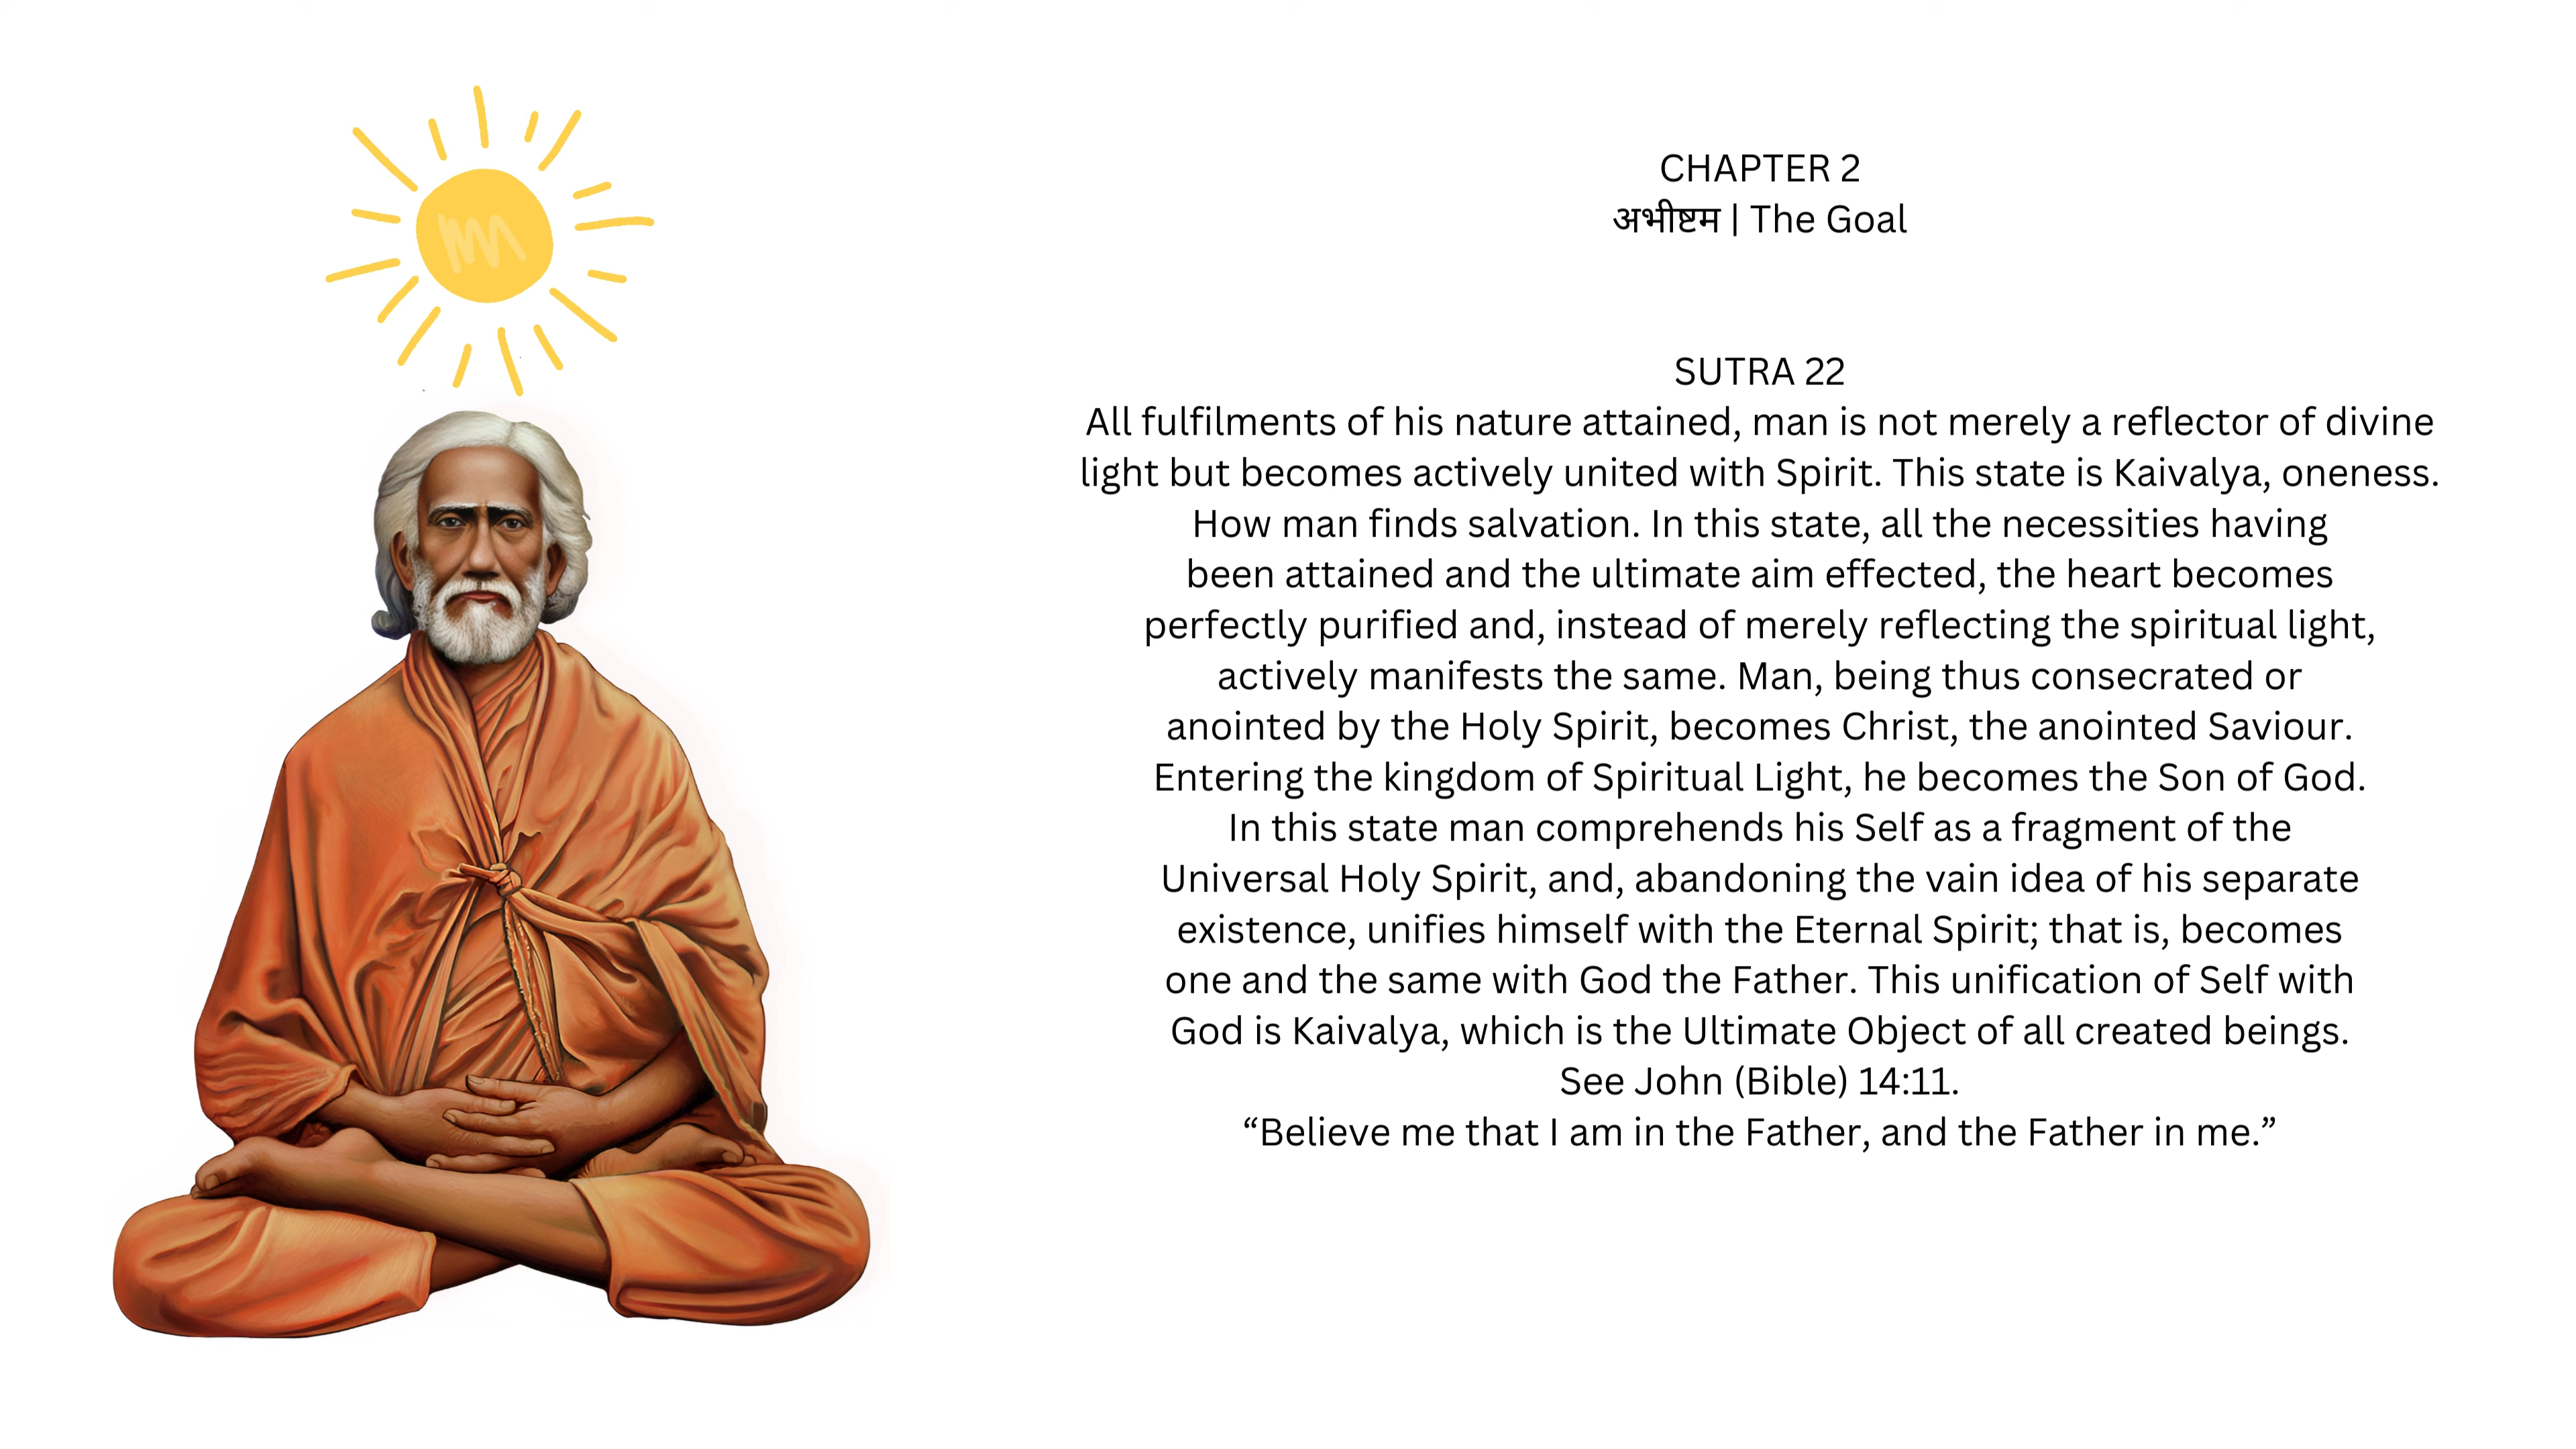 CHAPTER 2
अभीष्टम | The Goal
SUTRA 22
All fulfilments of his nature attained, man is not merely a reflector of divine
light but becomes actively united with Spirit. This state is Kaivalya, oneness.
How man finds salvation. In this state, all the necessities having
been attained and the ultimate aim effected, the heart becomes
perfectly purified and, instead of merely reflecting the spiritual light,
actively manifests the same. Man, being thus consecrated or
anointed by the Holy Spirit, becomes Christ, the anointed Saviour.
Entering the kingdom of Spiritual Light, he becomes the Son of God.
In this state man comprehends his Self as a fragment of the
Universal Holy Spirit, and, abandoning the vain idea of his separate
existence, unifies himself with the Eternal Spirit; that is, becomes
one and the same with God the Father. This unification of Self with
God is Kaivalya, which is the Ultimate Object of all created beings.
See John (Bible) 14:11.
“Believe me that I am in the Father, and the Father in me.”